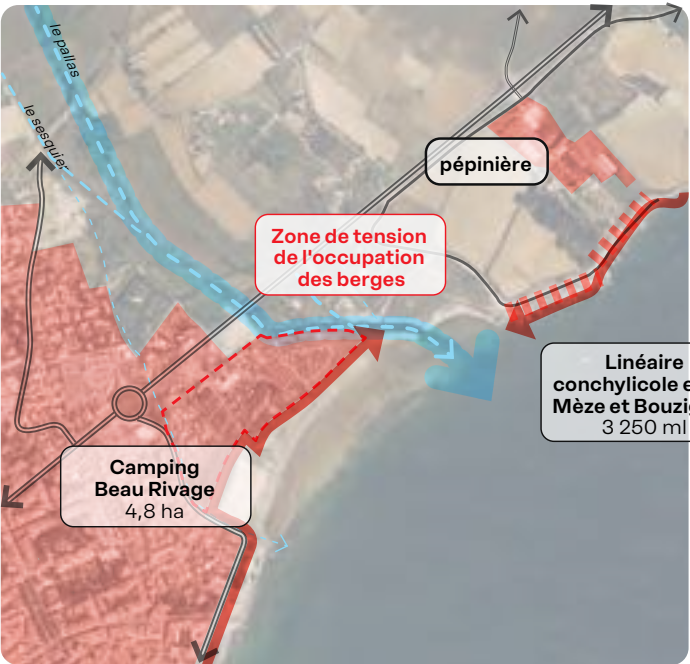 le pallas
le sesquier
pépinière
Zone de tension
de l'occupation
des berges
Linéaire
conchylicole
Mèze et
3 250 ml
Camping
Beau Rivage
4,8 ha